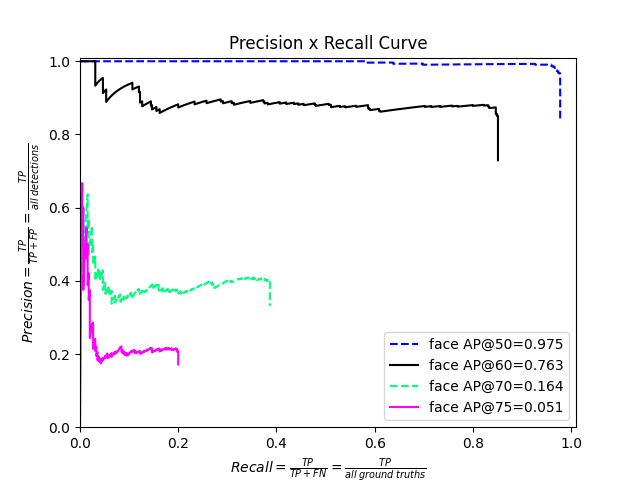 Precision x Recall Curve
1.0
0.8
0.6
0.4
0.2
0.0
Precision = TP / TP + FP = TP / all detections
face AP@50=0.975
face AP@60=0.763
face AP@70=0.164
face AP@75=0.051
0.0 0.2 0.4 0.6 0.8 1.0
Recall = TP / TP + FN = TP / all ground truths